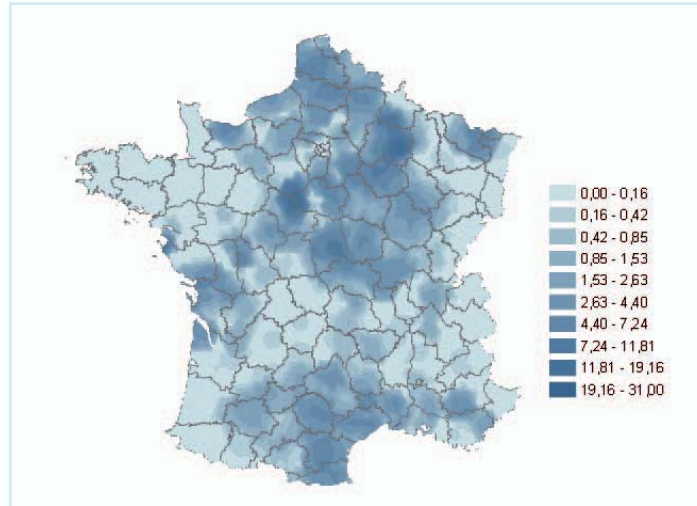 0,00 - 0,16
0,16 - 0,42
0,42 - 0,85
0,85 - 1,53
1,53 - 2,63
2,63 - 4,40
4,40 - 7,24
7,24 - 11,81
11,81 - 19,16
19,16 - 31,00